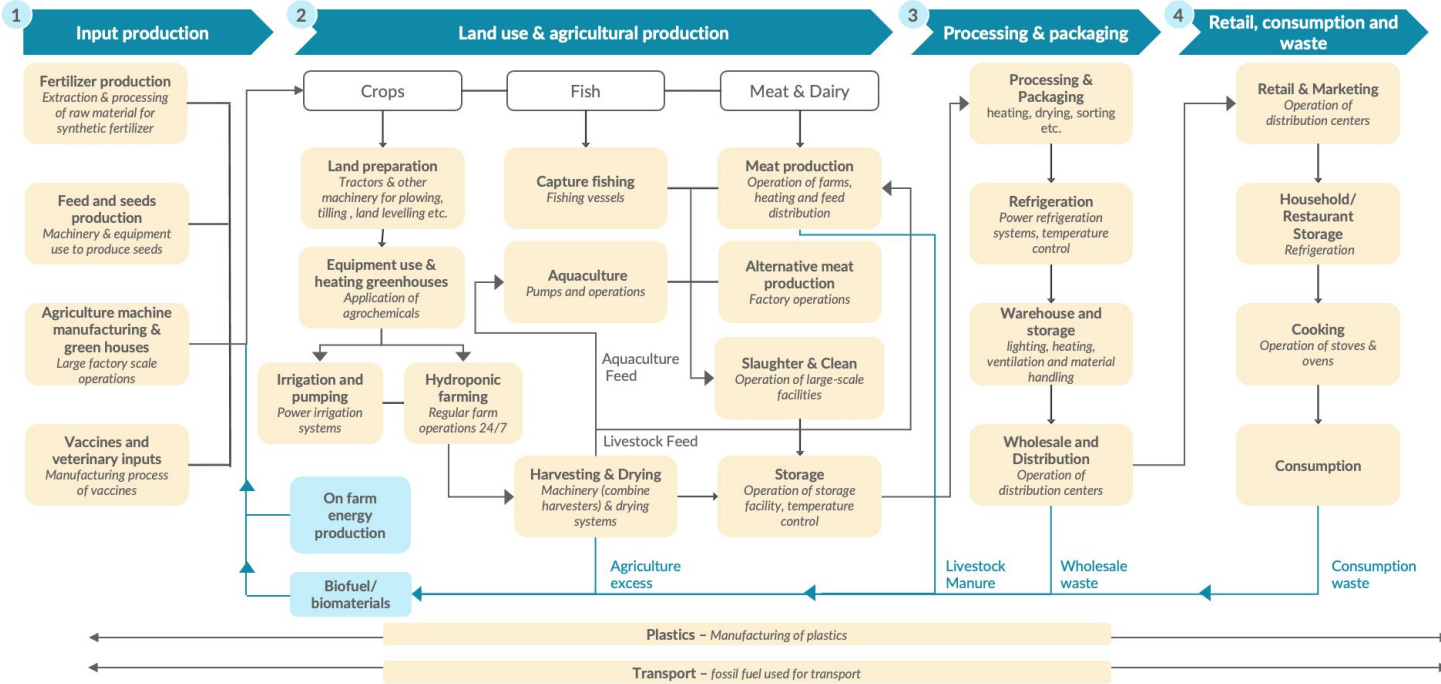 1
Input production
2
Land use & agricultural production
3
Processing & packaging
4
Retail, consumption and
waste
Fertilizer production
Extraction & processing
of raw material for
synthetic fertilizer
Feed and seeds
production
Machinery & equipment
use to produce seeds
Agriculture machine
manufacturing &
green houses
Large factory scale
operations
Vaccines and
veterinary inputs
Manufacturing process
of vaccines
Crops
Fish
Meat & Dairy
Land preparation
Tractors & other
machinery for plowing,
tilling , land levelling etc.
Equipment use &
heating greenhouses
Application of
agrochemicals
Irrigation and
pumping
Power irrigation
systems
Hydroponic
farming
Regular farm
operations 24/7
Capture fishing
Fishing vessels
Aquaculture
Pumps and operations
Aquaculture
Feed
Livestock Feed
Harvesting & Drying
Machinery (combine
harvesters) & drying
systems
Meat production
Operation of farms,
heating and feed
distribution
Alternative meat
production
Factory operations
Slaughter & Clean
Operation of large-scale
facilities
Storage
Operation of storage
facility, temperature
control
On farm
energy
production
Biofuel/
biomaterials
Processing &
Packaging
heating, drying, sorting
etc.
Refrigeration
Power refrigeration
systems, temperature
control
Warehouse and
storage
lighting, heating,
ventilation and material
handling
Wholesale and
Distribution
Operation of
distribution centers
Retail & Marketing
Operation of
distribution centers
Household/
Restaurant
Storage
Refrigeration
Cooking
Operation of stoves &
ovens
Consumption
Agriculture
excess
Livestock
Manure
Wholesale
waste
Consumption
waste
Plastics – Manufacturing of plastics
Transport – fossil fuel used for transport